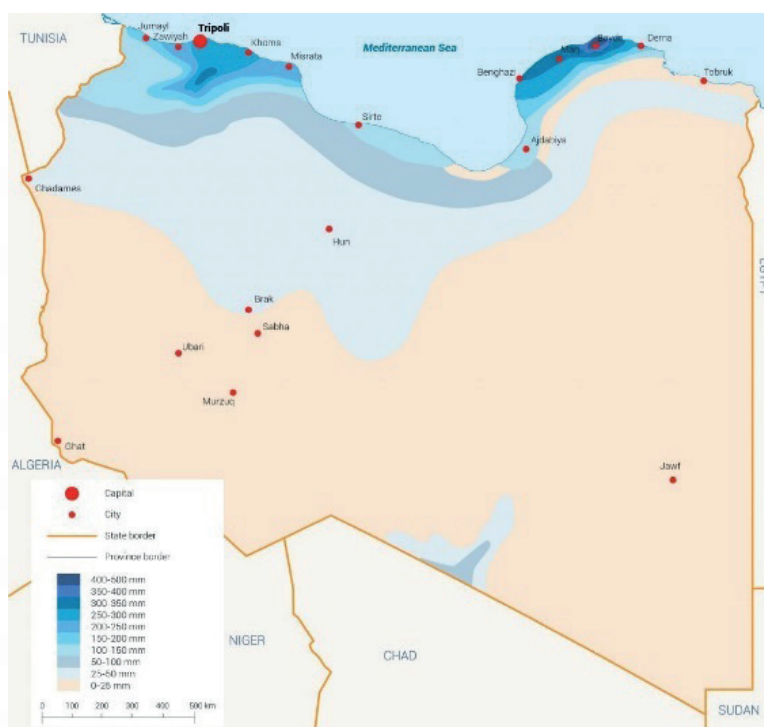 TUNISIA
Jumayl
Zawiyah
Tripoli
Khoms
Misrata
Mediterranean Sea
Marj
Derna
Benghazi
Tobruk
Sirte
Ajdabiya
Ghadames
Hun
Brak
Sabha
Ubari
Murzuq
Ghat
ALGERIA
Jawf
Capital
City
State border
Province border
400-500 mm
350-400 mm
300-350 mm
250-300 mm
200-250 mm
150-200 mm
100-150 mm
50-100 mm
25-50 mm
0-25 mm
0 100 200 300 400 500 km
NIGER
CHAD
SUDAN